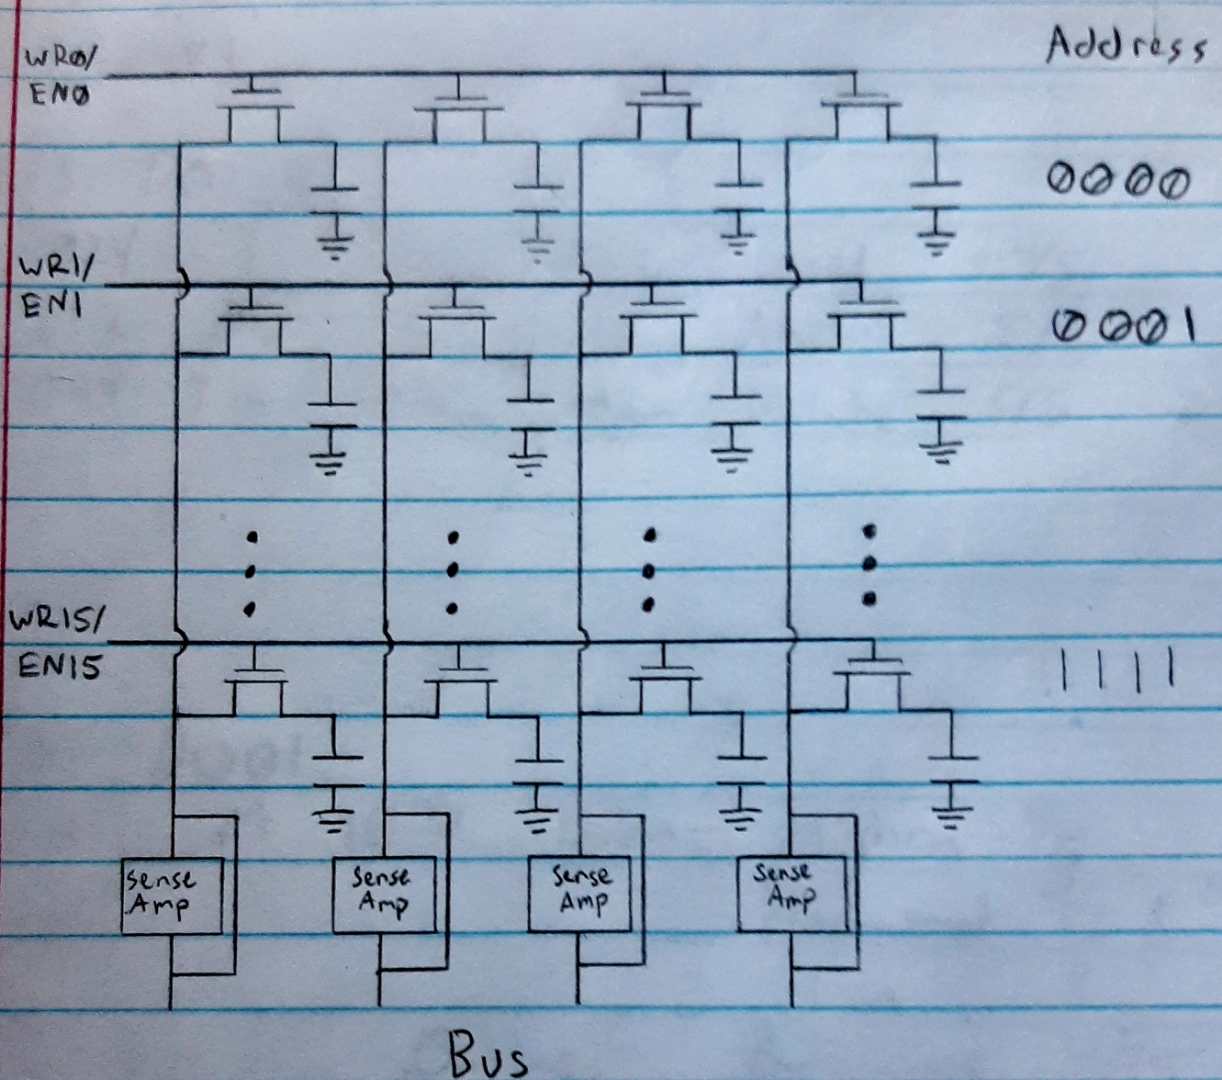 Address
WRØ/
ENØ
ØØØØ
WR1/
EN1
ØØØ1
WR15/
EN15
1111
Sense Amp
Sense Amp
Sense Amp
Sense Amp
Bus